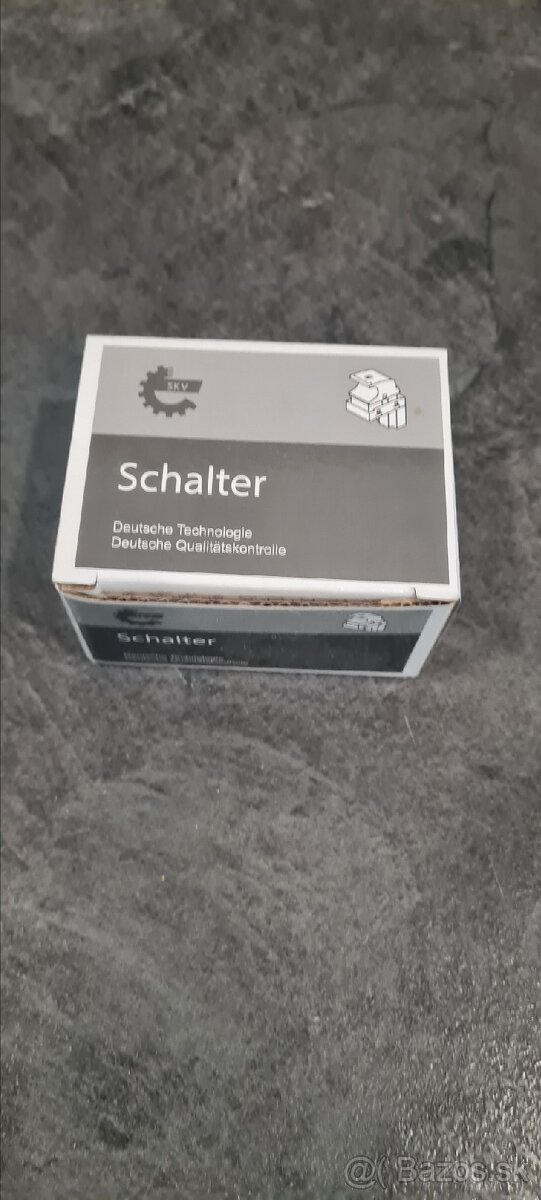 SKV
Schalter
Deutsche Technologie
Deutsche Qualitätskontrolle
Schalter
Bazos.sk